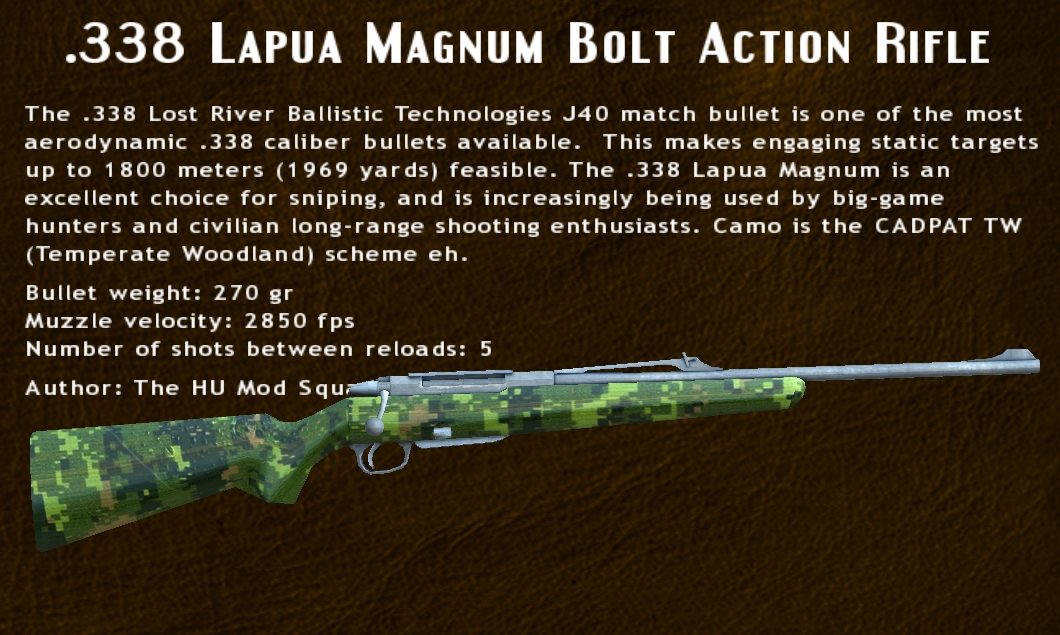 .338 Lapua Magnum Bolt Action Rifle
The .338 Lost River Ballistic Technologies J40 match bullet is one of the most
aerodynamic .338 caliber bullets available.  This makes engaging static targets
up to 1800 meters (1969 yards) feasible. The .338 Lapua Magnum is an
excellent choice for sniping, and is increasingly being used by big-game
hunters and civilian long-range shooting enthusiasts. Camo is the CADPAT TW
(Temperate Woodland) scheme eh.
Bullet weight: 270 gr
Muzzle velocity: 2850 fps
Number of shots between reloads: 5
Author: The HU Mod